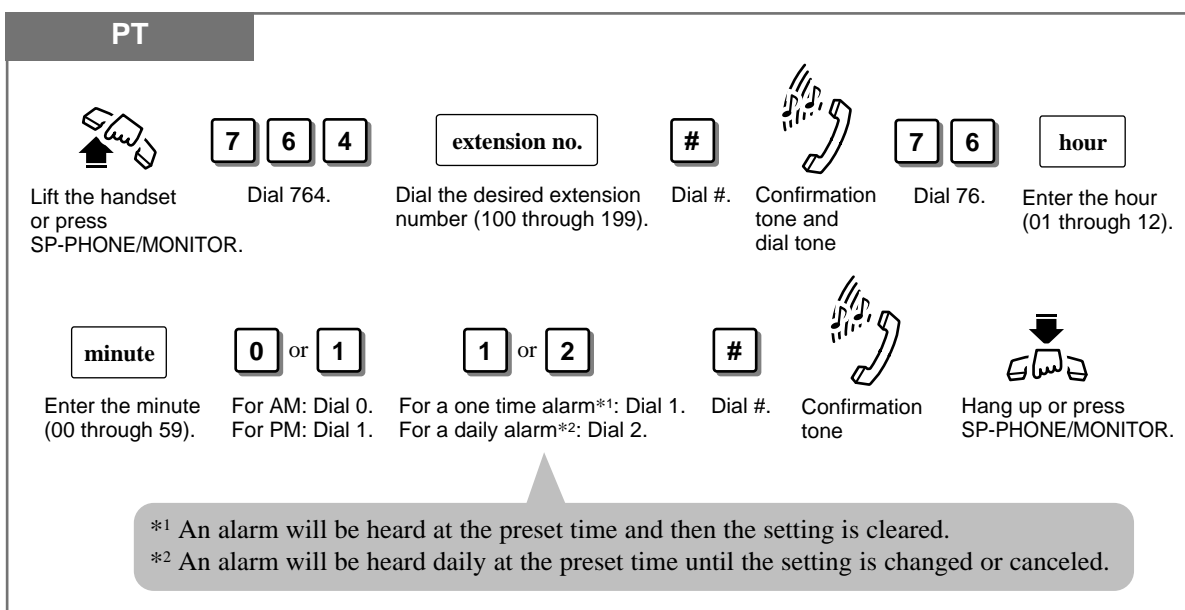 PT
7 6 4
extension no.
#
7 6
hour
Lift the handset
or press
SP-PHONE/MONITOR.
Dial 764.
Dial the desired extension
number (100 through 199).
Dial #.
Confirmation
tone and
dial tone
Dial 76.
Enter the hour
(01 through 12).
minute
0 or 1
1 or 2
#
Enter the minute
(00 through 59).
For AM: Dial 0.
For PM: Dial 1.
For a one time alarm*1: Dial 1.
For a daily alarm*2: Dial 2.
Dial #.
Confirmation
tone
Hang up or press
SP-PHONE/MONITOR.
*1 An alarm will be heard at the preset time and then the setting is cleared.
*2 An alarm will be heard daily at the preset time until the setting is changed or canceled.